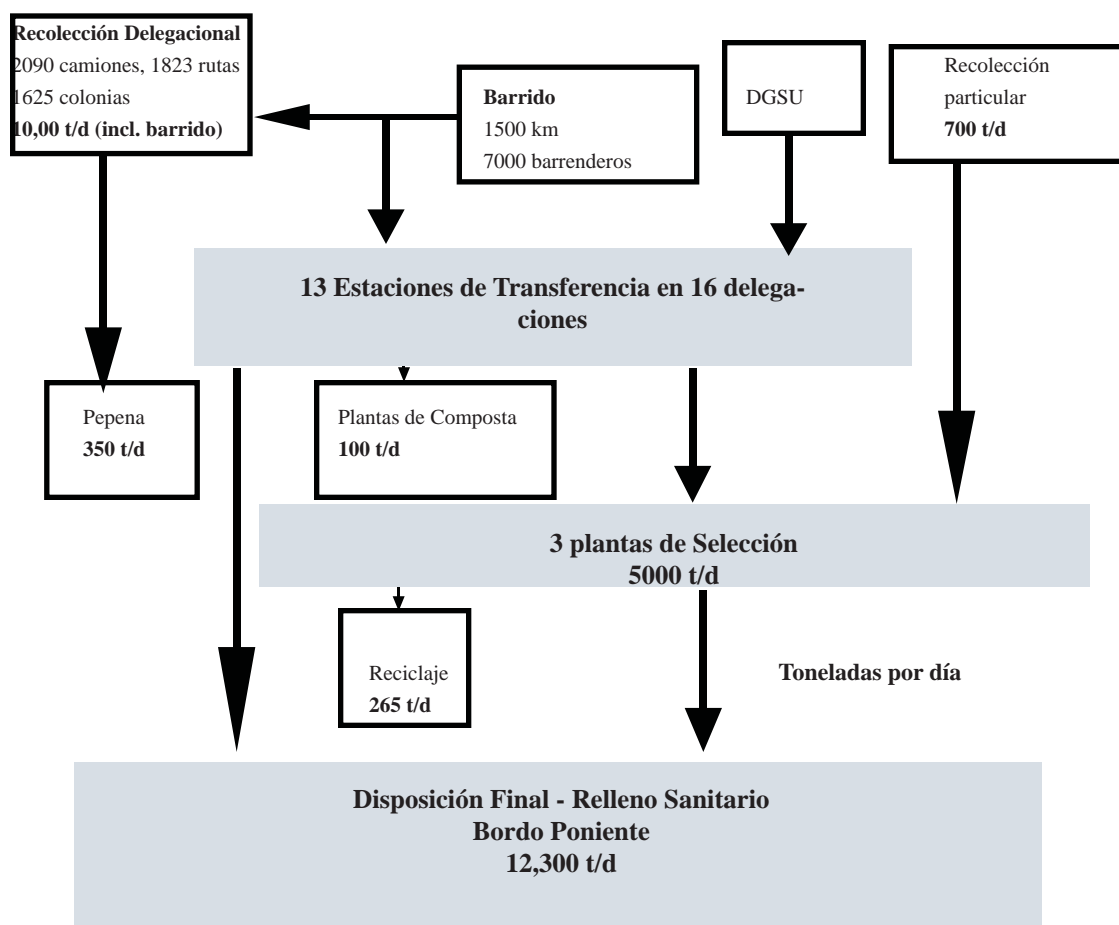 Recolección Delegacional
2090 camiones, 1823 rutas
1625 colonias
10,00 t/d (incl. barrido)
Barrido
1500 km
7000 barrenderos
DGSU
Recolección
particular
700 t/d
13 Estaciones de Transferencia en 16 delega-
ciones
Pepena
350 t/d
Plantas de Composta
100 t/d
3 plantas de Selección
5000 t/d
Reciclaje
265 t/d
Toneladas por día
Disposición Final - Relleno Sanitario
Bordo Poniente
12,300 t/d